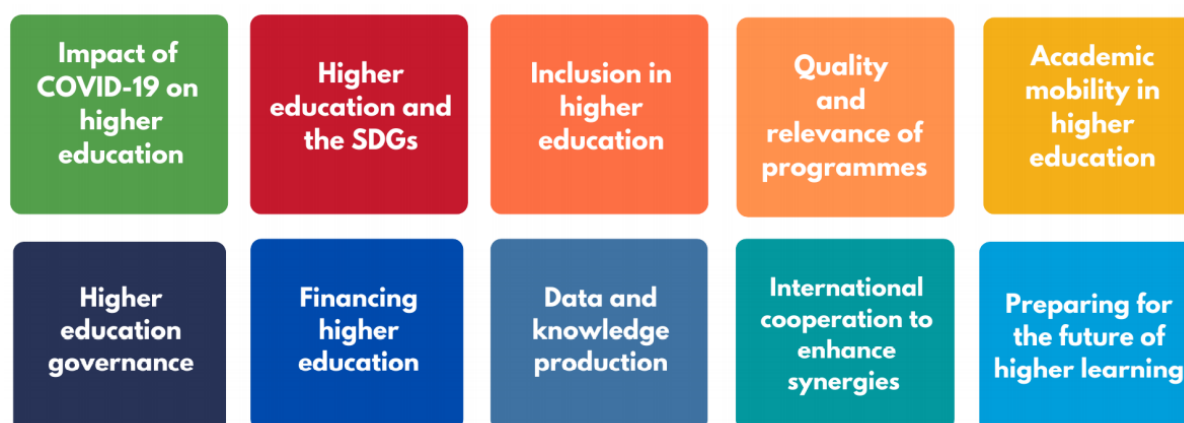 Impact of
COVID-19 on
higher
education
Higher
education and
the SDGs
Inclusion in
higher
education
Quality
and
relevance of
programmes
Academic
mobility in
higher
education
Higher
education
governance
Financing
higher
education
Data and
knowledge
production
International
cooperation to
enhance
synergies
Preparing for
the future of
higher learning